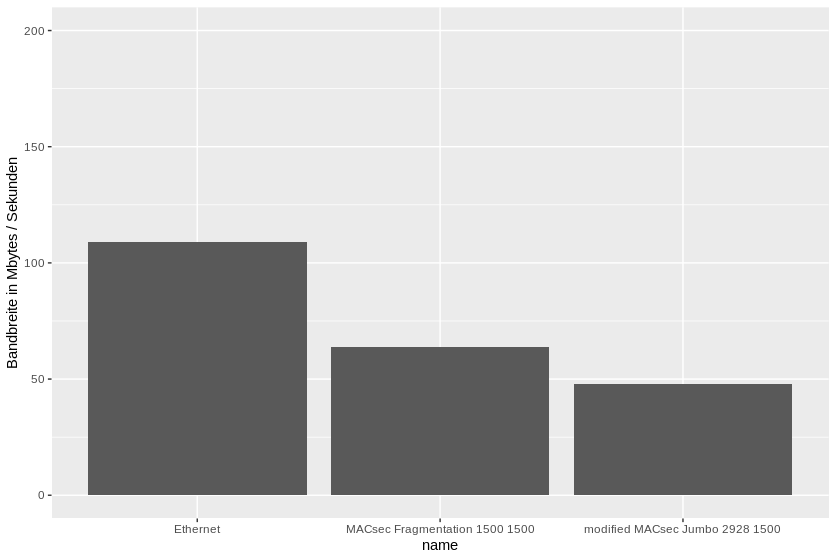 200
150
100
50
0
Bandbreite in Mbytes / Sekunden
Ethernet
MACsec Fragmentation 1500 1500
modified MACsec Jumbo 2928 1500
name